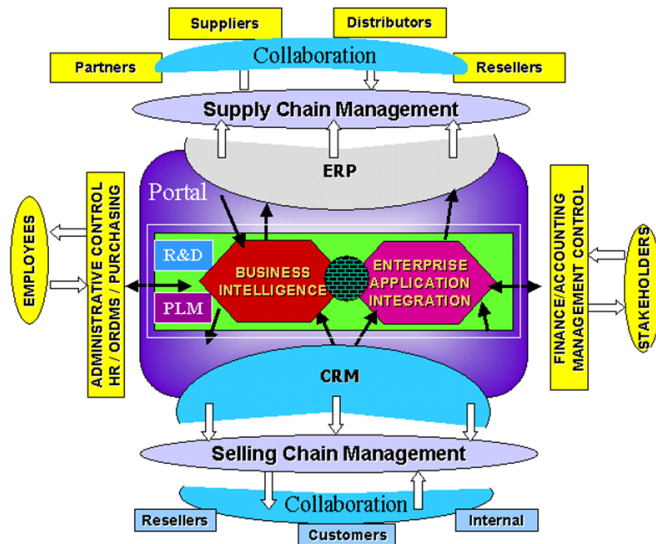 Suppliers
Distributors
Partners
Collaboration
Resellers
Supply Chain Management
ERP
Portal
EMPLOYEES
ADMINISTRATIVE CONTROL
HR / ORDMS / PURCHASING
R&D
PLM
BUSINESS
INTELLIGENCE
ENTERPRISE
APPLICATION
INTEGRATION
FINANCE/ACCOUNTING
MANAGEMENT CONTROL
STAKEHOLDERS
CRM
Selling Chain Management
Collaboration
Resellers
Customers
Internal